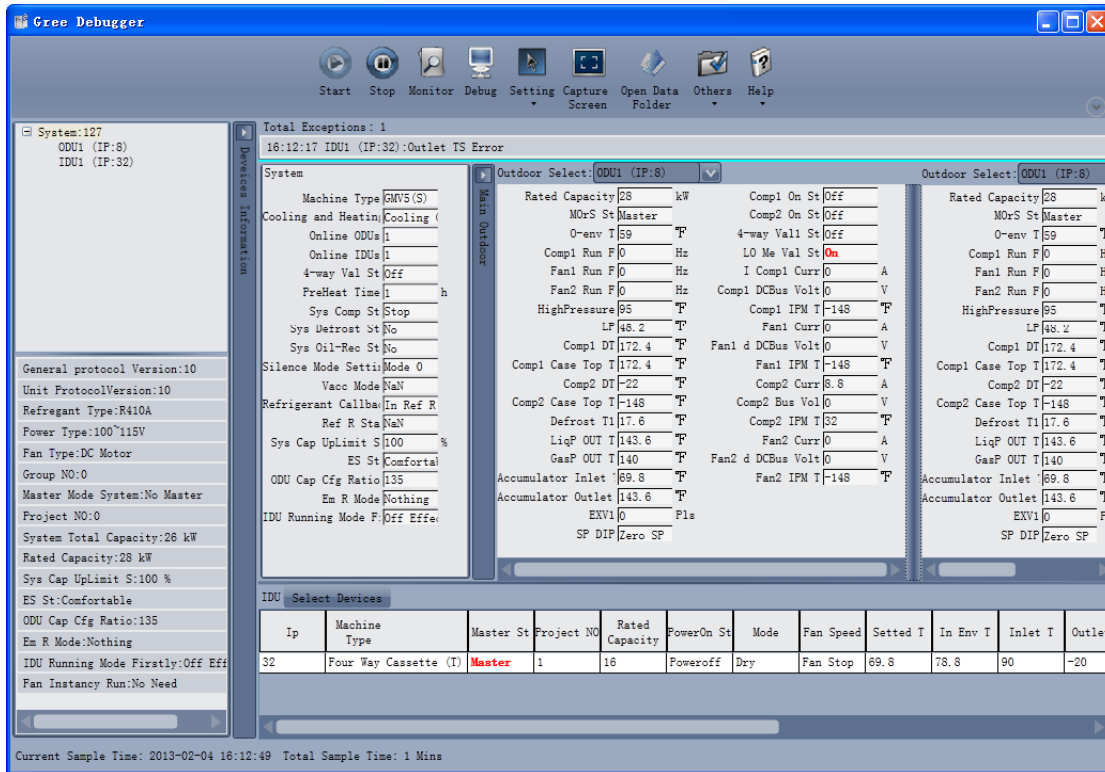 Gree Debugger
Start Stop Monitor Debug Setting Capture Screen Open Data Folder Others Help
System:127
ODU1 (IP:8)
IDU1 (IP:32)
General protocol Version:10
Unit ProtocolVersion:10
Refregant Type:R410A
Power Type:100~115V
Fan Type:DC Motor
Group NO:0
Master Mode System:No Master
Project NO:0
System Total Capacity:26 kW
Rated Capacity:28 kW
Sys Cap UpLimit S:100 %
ES St:Comfortable
ODU Cap Cfg Ratio:135
Em R Mode:Nothing
IDU Running Mode Firstly:Off Eff
Fan Instancy Run:No Need
Deveices Information
Total Exceptions: 1
16:12:17 IDU1 (IP:32):Outlet TS Error
System
Machine Type GMV5(S)
Cooling and Heating Cooling (
Online ODUs 1
Online IDUs 1
4-way Val St Off
PreHeat Time 1 h
Sys Comp St Stop
Sys Defrost St No
Sys Oil-Rec St No
Silence Mode Settin Mode 0
Vacc Mode NaN
Refrigerant Callba In Ref R
Ref R Sta NaN
Sys Cap UpLimit S 100 %
ES St Comforta
ODU Cap Cfg Ratio 135
Em R Mode Nothing
IDU Running Mode F: Off Effe
Main Outdoor
Outdoor Select: ODU1 (IP:8)
Rated Capacity 28 kW
MOrS St Master
O-env T 59 °F
Comp1 Run F 0 Hz
Fan1 Run F 0 Hz
Fan2 Run F 0 Hz
HighPressure 95 °F
LP 48.2 °F
Comp1 DT 172.4 °F
Comp1 Case Top T 172.4 °F
Comp2 DT -22 °F
Comp2 Case Top T -148 °F
Defrost T1 17.6 °F
LiqP OUT T 143.6 °F
GasP OUT T 140 °F
Accumulator Inlet 69.8 °F
Accumulator Outlet 143.6 °F
EXV1 0 Pls
SP DIP Zero SP
Comp1 On St Off
Comp2 On St Off
4-way Val1 St Off
LO Me Val St On
I Comp1 Curr 0 A
Comp1 DCBus Volt 0 V
Comp1 IPM T -148 °F
Fan1 Curr 0 A
Fan1 d DCBus Volt 0 V
Fan1 IPM T -148 °F
Comp2 Curr 8.8 A
Comp2 Bus Vol 0 V
Comp2 IPM T 32 °F
Fan2 Curr 0 A
Fan2 d DCBus Volt 0 V
Fan2 IPM T -148 °F
Outdoor Select: ODU1 (IP:8)
Rated Capacity 28
MOrS St Master
O-env T 59
Comp1 Run F 0
Fan1 Run F 0
Fan2 Run F 0
HighPressure 95
LP 48.2
Comp1 DT 172.4
Comp1 Case Top T 172.4
Comp2 DT -22
Comp2 Case Top T -148
Defrost T1 17.6
LiqP OUT T 143.6
GasP OUT T 140
Accumulator Inlet 69.8
Accumulator Outlet 143.6
EXV1 0
SP DIP Zero SP
IDU Select Devices
Ip Machine Type Master St Project NO Rated Capacity PowerOn St Mode Fan Speed Setted T In Env T Inlet T Outle
32 Four Way Cassette (T) Master 1 16 Poweroff Dry Fan Stop 69.8 78.8 90 -20
Current Sample Time: 2013-02-04 16:12:49 Total Sample Time: 1 Mins